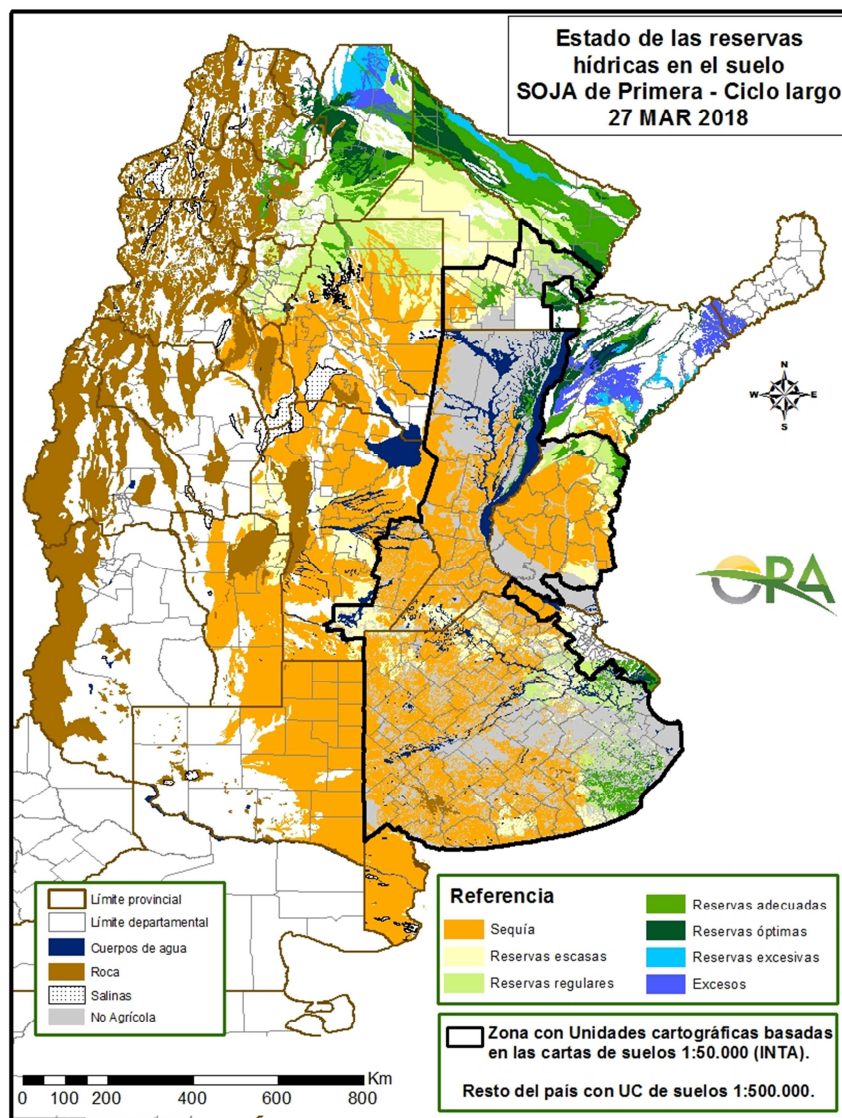 Estado de las reservas
hídricas en el suelo
SOJA de Primera - Ciclo largo
27 MAR 2018
N
W E
S
ORA
Límite provincial
Límite departamental
Cuerpos de agua
Roca
Salinas
No Agrícola
Referencia
Sequía
Reservas escasas
Reservas regulares
Reservas adecuadas
Reservas óptimas
Reservas excesivas
Excesos
Zona con Unidades cartográficas basadas
en las cartas de suelos 1:50.000 (INTA).
Resto del país con UC de suelos 1:500.000.
Km
0 100 200 400 600 800